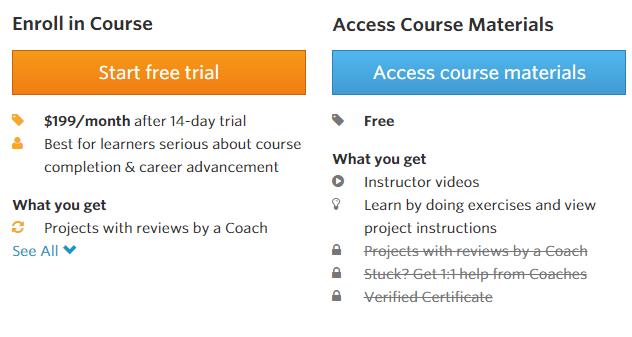 Enroll in Course
Start free trial
$199/month after 14-day trial
Best for learners serious about course
completion & career advancement
What you get
Projects with reviews by a Coach
See All
Access Course Materials
Access course materials
Free
What you get
Instructor videos
Learn by doing exercises and view
project instructions
Projects with reviews by a Coach
Stuck? Get 1:1 help from Coaches
Verified Certificate